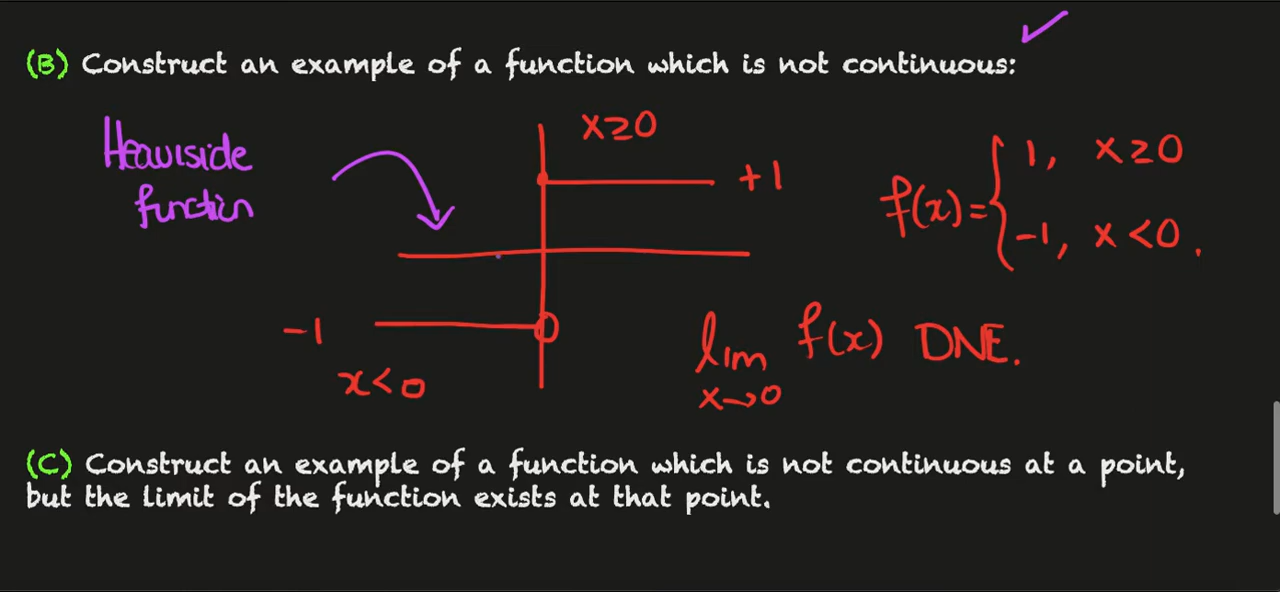 (B) Construct an example of a function which is not continuous:
Heaviside
function
x≥0
+1
f(x)= { 1, x≥0
-1, x<0.
-1
x<0
lim f(x) DNE.
x→0
(C) Construct an example of a function which is not continuous at a point,
but the limit of the function exists at that point.